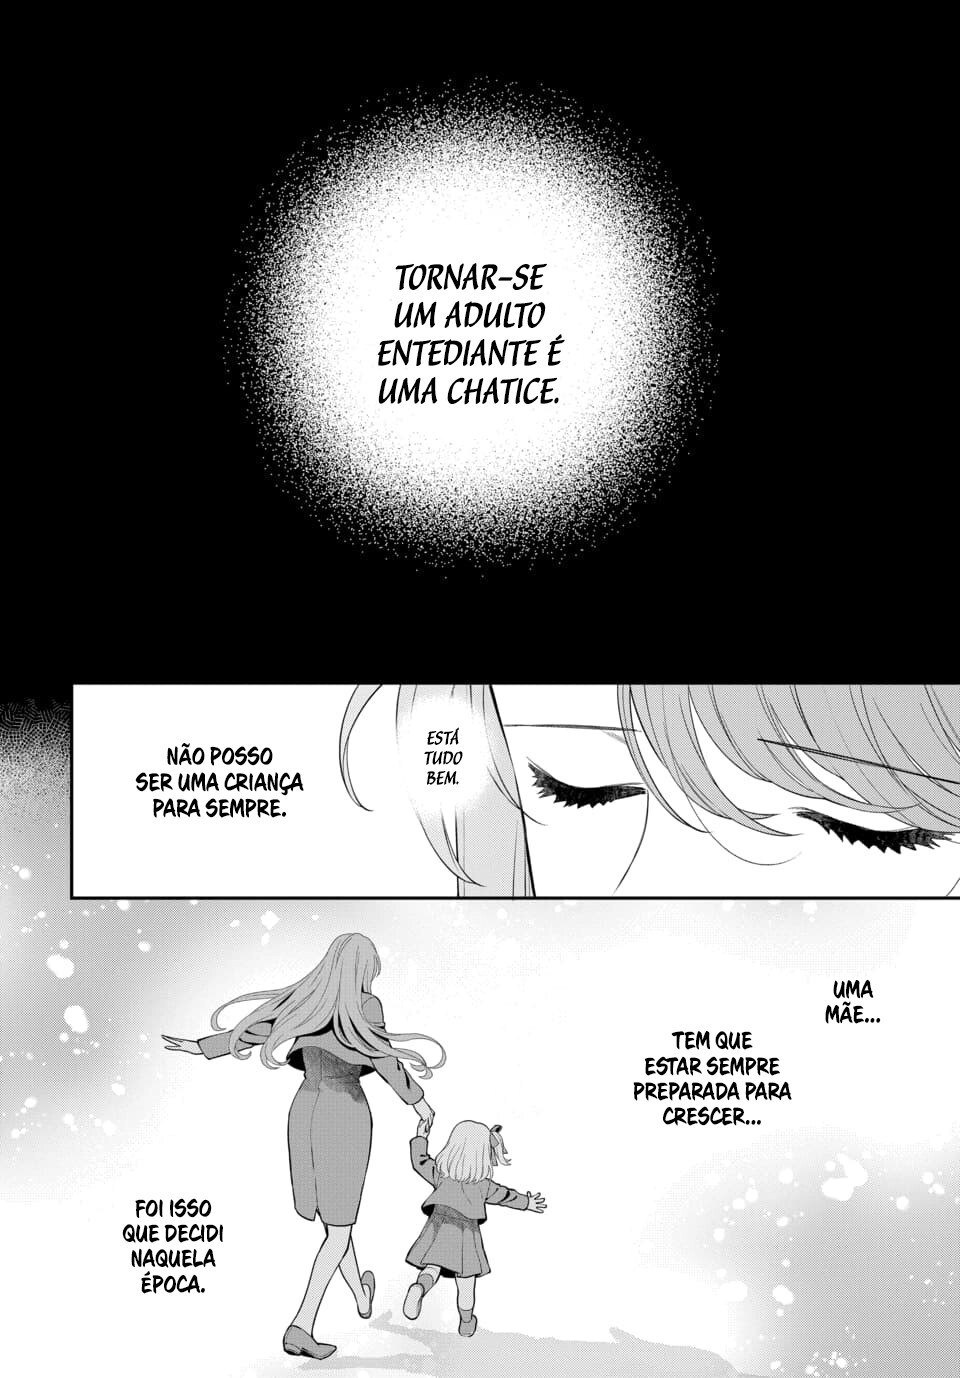 TORNAR-SE
UM ADULTO
ENTEDIANTE É
UMA CHATICE.
ESTÁ
TUDO
BEM.
NÃO POSSO
SER UMA CRIANÇA
PARA SEMPRE.
UMA
MÃE...
TEM QUE
ESTAR SEMPRE
PREPARADA PARA
CRESCER...
FOI ISSO
QUE DECIDI
NAQUELA
ÉPOCA.